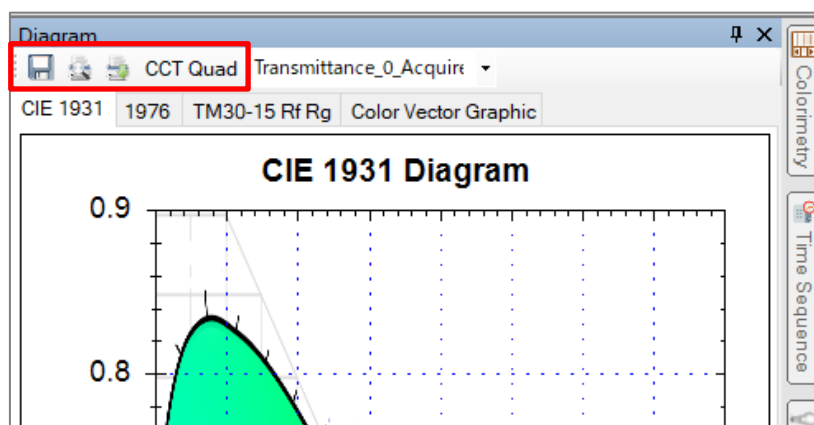 Diagram
CCT Quad Transmittance_0_Acquire
CIE 1931 1976 TM30-15 Rf Rg Color Vector Graphic
CIE 1931 Diagram
0.9
0.8
Colorimetry
Time Sequence